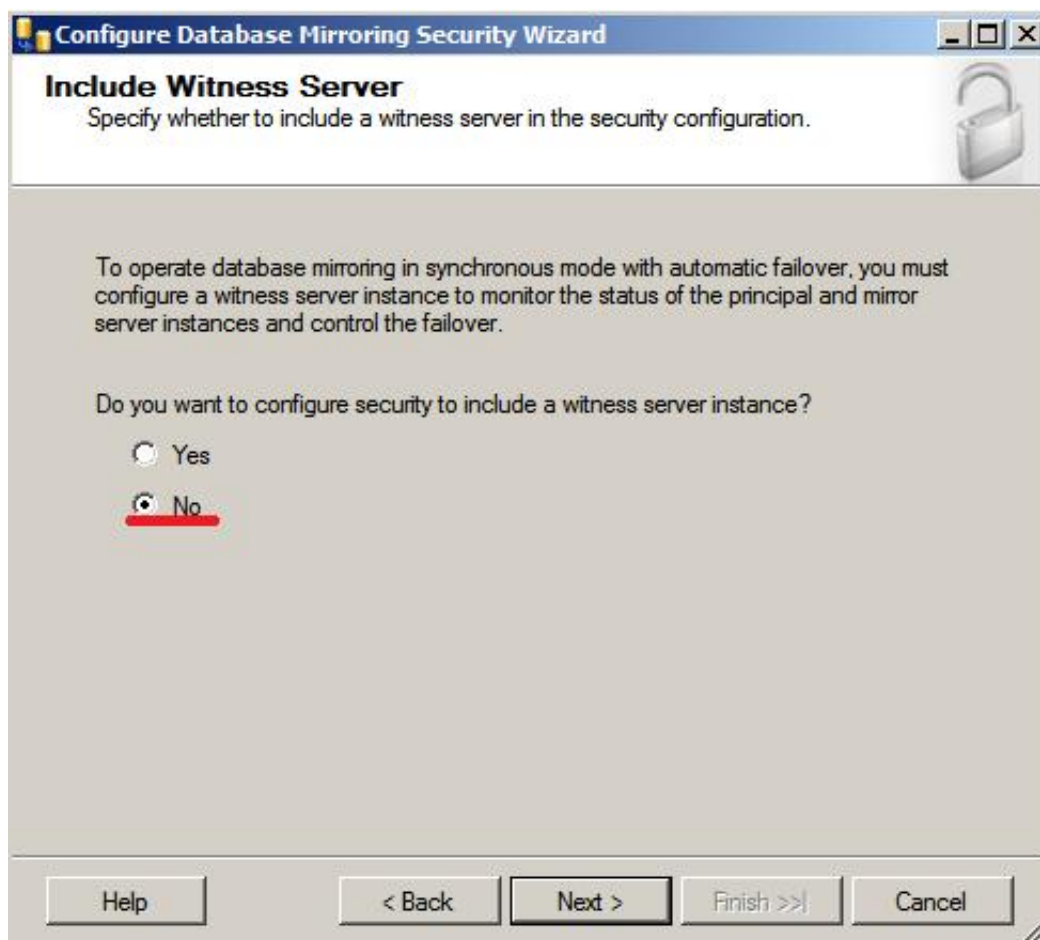 Configure Database Mirroring Security Wizard
Include Witness Server
Specify whether to include a witness server in the security configuration.
To operate database mirroring in synchronous mode with automatic failover, you must
configure a witness server instance to monitor the status of the principal and mirror
server instances and control the failover.
Do you want to configure security to include a witness server instance?
Yes
No
Help
< Back
Next >
Finish >>|
Cancel